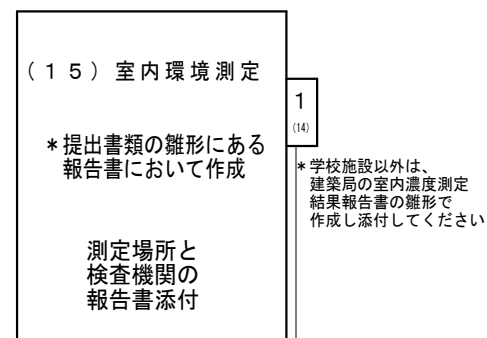 （１５）室内環境測定
＊提出書類の雛形にある
報告書において作成
測定場所と
検査機関の
報告書添付
1
(14)
＊学校施設以外は、
建築局の室内濃度測定
結果報告書の雛形で
作成し添付してください